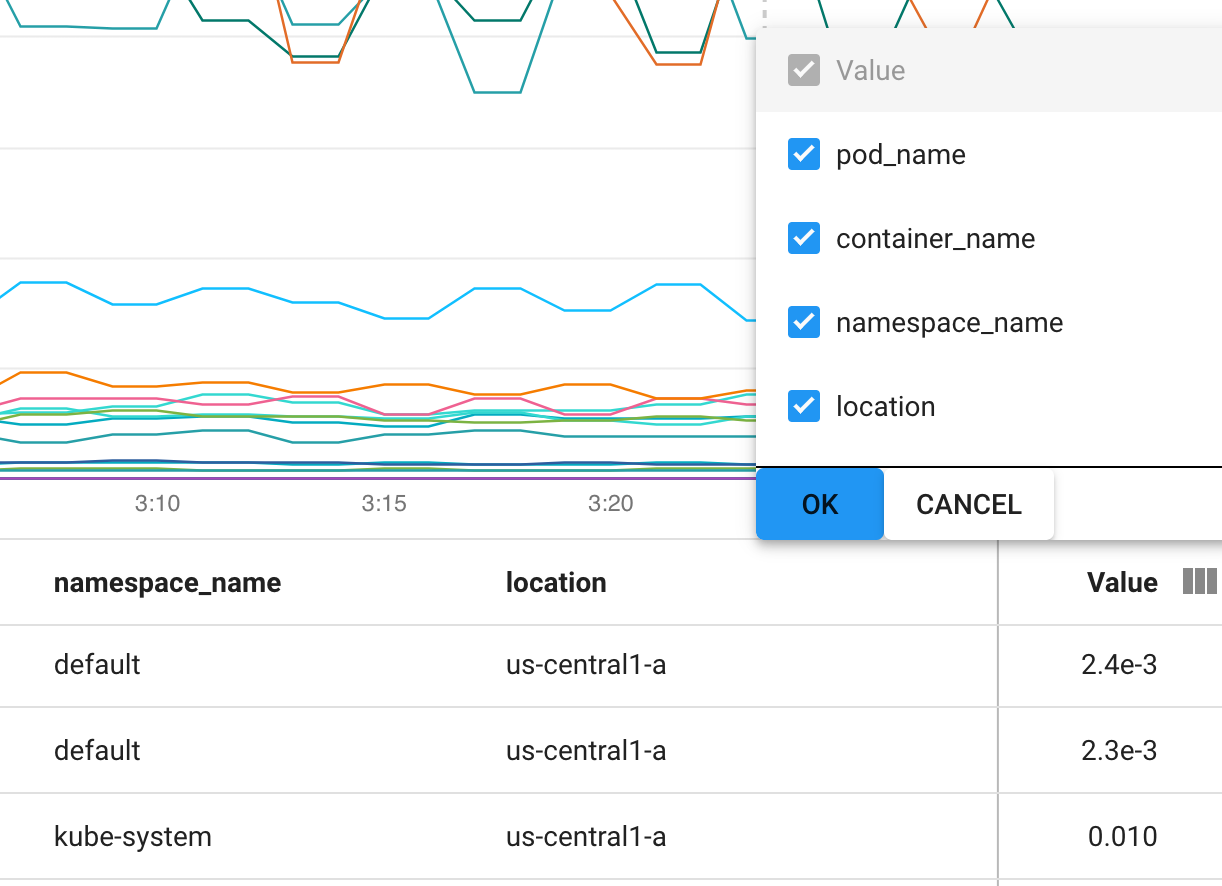 Value
pod_name
container_name
namespace_name
location
3:10 3:15 3:20
OK CANCEL
namespace_name location Value
default us-central1-a 2.4e-3
default us-central1-a 2.3e-3
kube-system us-central1-a 0.010